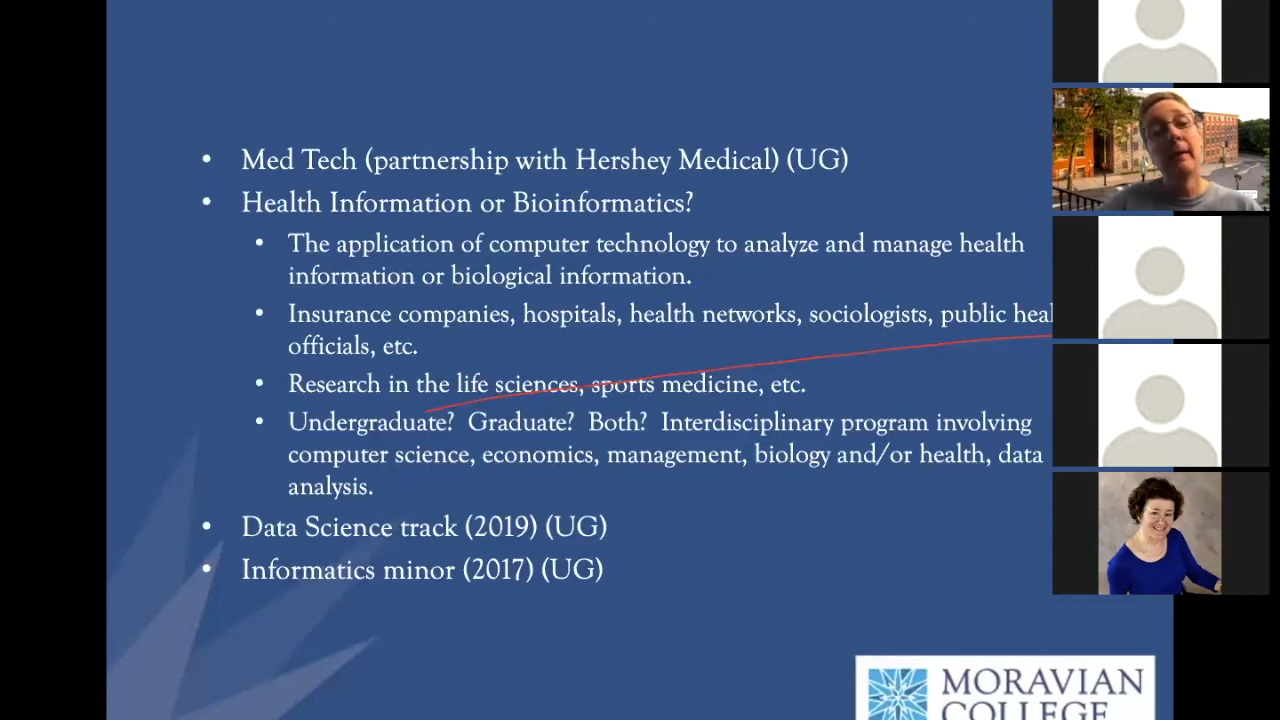 • Med Tech (partnership with Hershey Medical) (UG)
• Health Information or Bioinformatics?
• The application of computer technology to analyze and manage health
information or biological information.
• Insurance companies, hospitals, health networks, sociologists, public heal
officials, etc.
• Research in the life sciences, sports medicine, etc.
• Undergraduate? Graduate? Both? Interdisciplinary program involving
computer science, economics, management, biology and/or health, data
analysis.
• Data Science track (2019) (UG)
• Informatics minor (2017) (UG)
MORAVIAN
COLLEGE